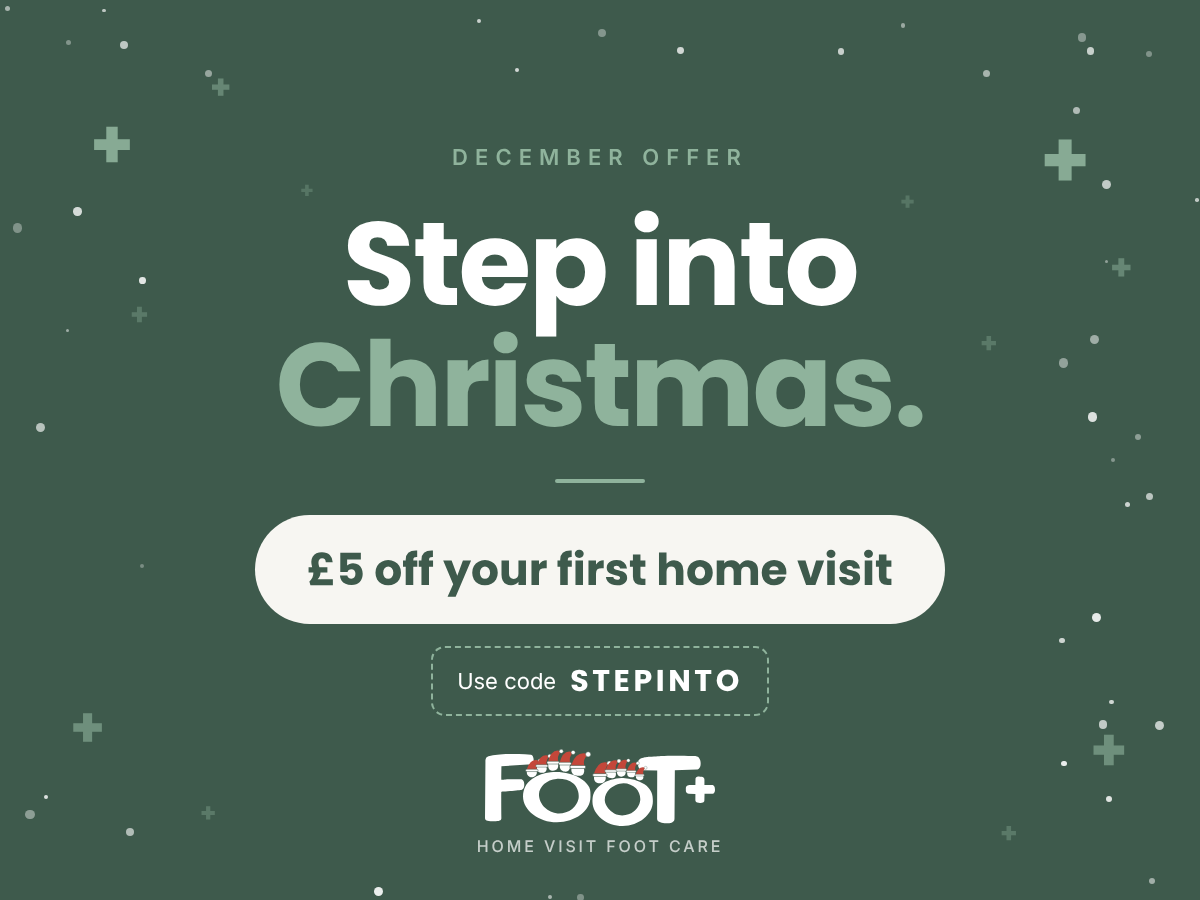 DECEMBER OFFER
Step into
Christmas.
£5 off your first home visit
Use code STEPINTO
FOOT+
HOME VISIT FOOT CARE